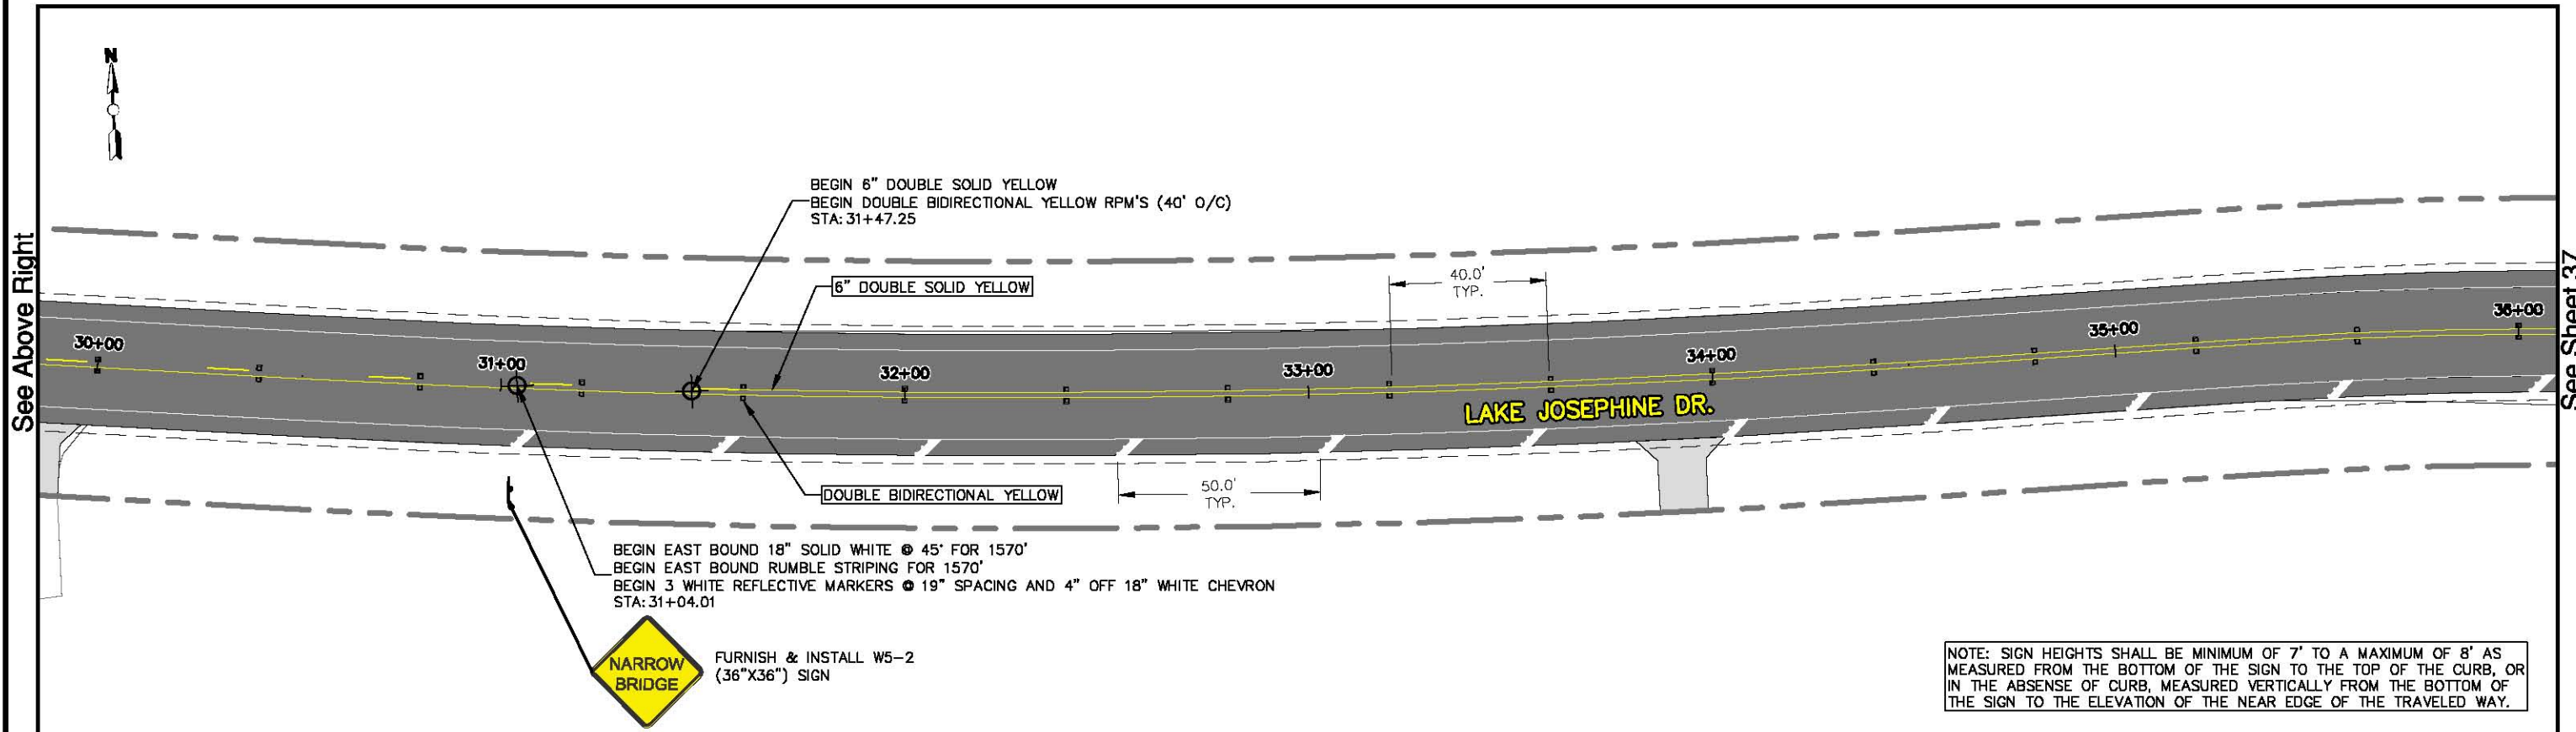 N
See Above Right
BEGIN 6" DOUBLE SOLID YELLOW
BEGIN DOUBLE BIDIRECTIONAL YELLOW RPM'S (40' O/C)
STA: 31+47.25
6" DOUBLE SOLID YELLOW
40.0'
TYP.
30+00
31+00
32+00
33+00
34+00
35+00
36+00
See Sheet 37
LAKE JOSEPHINE DR.
DOUBLE BIDIRECTIONAL YELLOW
50.0'
TYP.
BEGIN EAST BOUND 18" SOLID WHITE @ 45° FOR 1570'
BEGIN EAST BOUND RUMBLE STRIPING FOR 1570'
BEGIN 3 WHITE REFLECTIVE MARKERS @ 19" SPACING AND 4" OFF 18" WHITE CHEVRON
STA: 31+04.01
NARROW
BRIDGE
FURNISH & INSTALL W5-2
(36"X36") SIGN
NOTE: SIGN HEIGHTS SHALL BE MINIMUM OF 7' TO A MAXIMUM OF 8' AS
MEASURED FROM THE BOTTOM OF THE SIGN TO THE TOP OF THE CURB, OR
IN THE ABSENSE OF CURB, MEASURED VERTICALLY FROM THE BOTTOM OF
THE SIGN TO THE ELEVATION OF THE NEAR EDGE OF THE TRAVELED WAY.